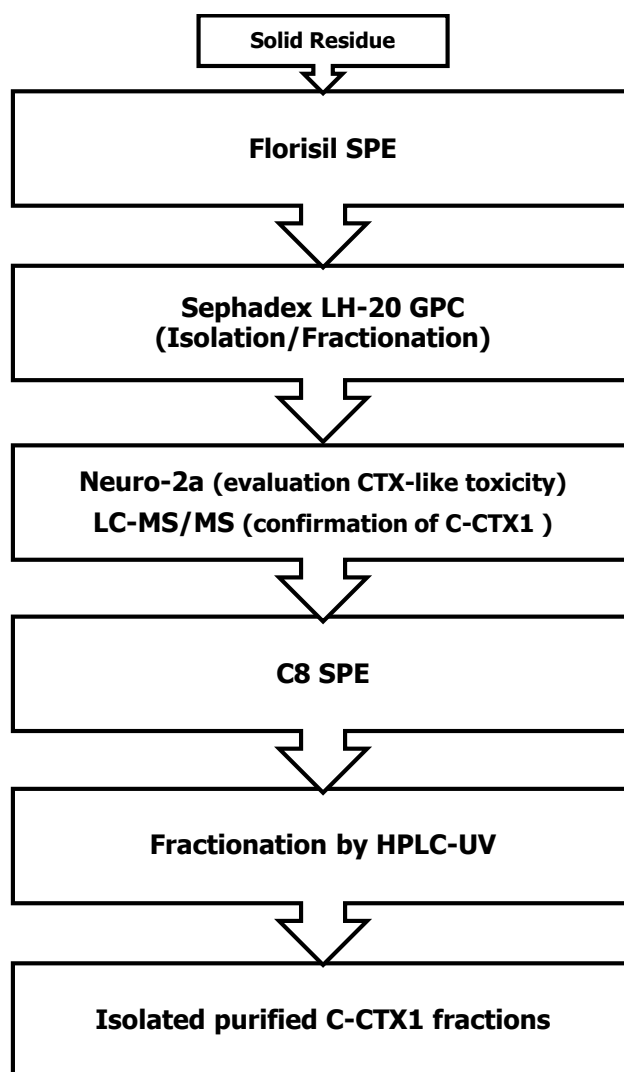 Solid Residue
Florisil SPE
Sephadex LH-20 GPC
(Isolation/Fractionation)
Neuro-2a (evaluation CTX-like toxicity)
LC-MS/MS (confirmation of C-CTX1 )
C8 SPE
Fractionation by HPLC-UV
Isolated purified C-CTX1 fractions